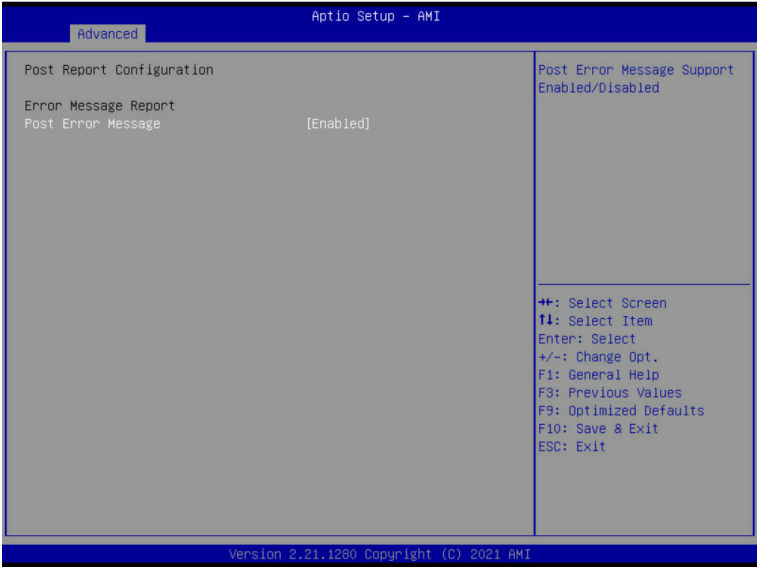 Aptio Setup – AMI
Advanced
Post Report Configuration
Error Message Report
Post Error Message [Enabled]
Post Error Message Support
Enabled/Disabled
→←: Select Screen
↑↓: Select Item
Enter: Select
+/-: Change Opt.
F1: General Help
F3: Previous Values
F9: Optimized Defaults
F10: Save & Exit
ESC: Exit
Version 2.21.1280 Copyright (C) 2021 AMI